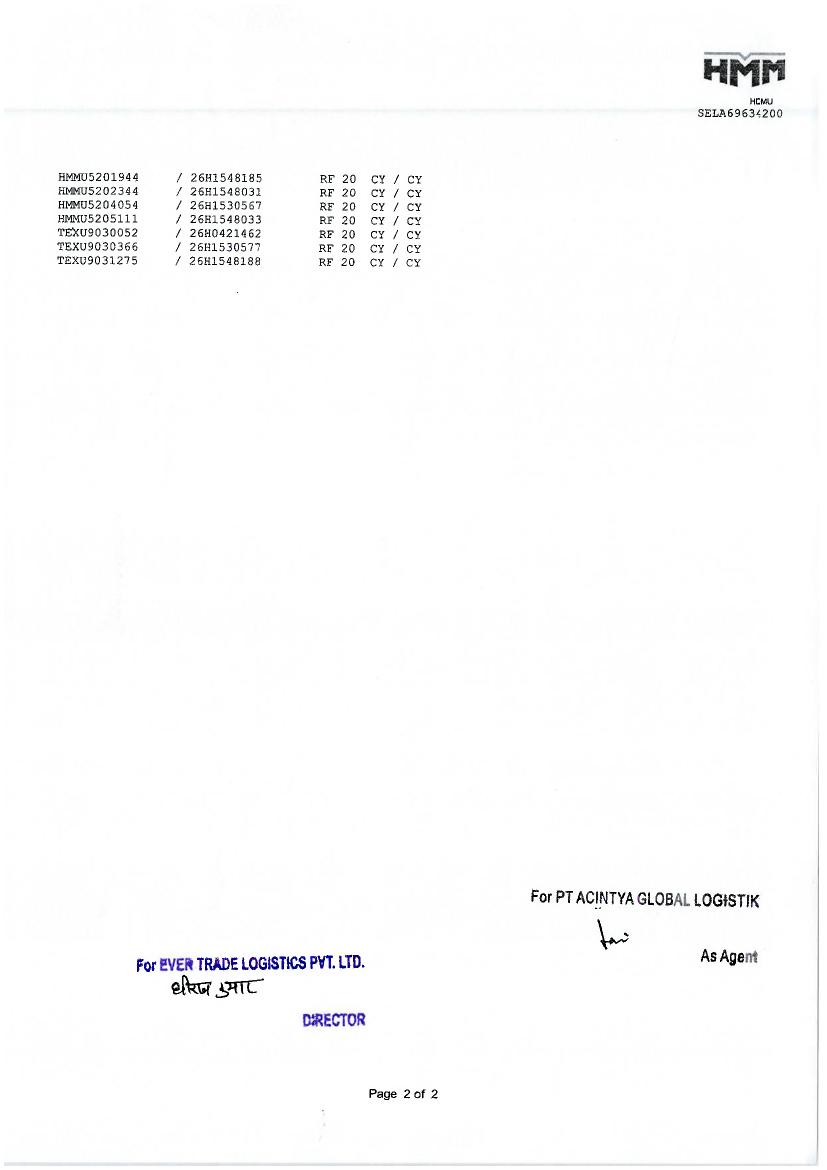 HMM
HDMU
SELA69634200
HMMU5201944 / 26H1548185 RF 20 CY / CY
HMMU5202344 / 26H1548031 RF 20 CY / CY
HMMU5204054 / 26H1530567 RF 20 CY / CY
HMMU5205111 / 26H1548033 RF 20 CY / CY
TEXU9030052 / 26H0421462 RF 20 CY / CY
TEXU9030366 / 26H1530577 RF 20 CY / CY
TEXU9031275 / 26H1548188 RF 20 CY / CY
For PT ACINTYA GLOBAL LOGISTIK
As Agent
For EVER TRADE LOGISTICS PVT. LTD.
धीरज कुमार
DIRECTOR
Page 2 of 2